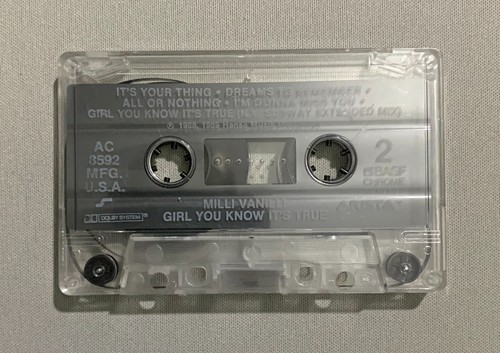 IT'S YOUR THING • DREAMS TO REMEMBER •
ALL OR NOTHING • I'M GONNA MISS YOU •
GIRL YOU KNOW IT'S TRUE (N.Y. SUBWAY EXTENDED MIX)
AC
8592
MFG.
U.S.A.
2
BASF
CHROME
MILLI VANILLI
GIRL YOU KNOW IT'S TRUE
DOLBY SYSTEM®
ARISTA